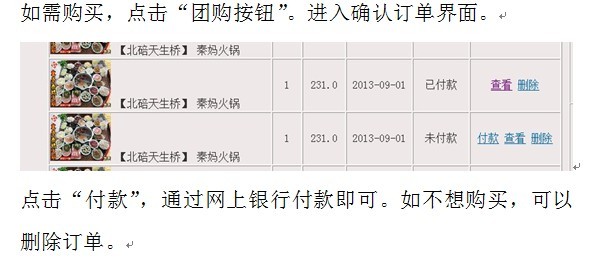 如需购买，点击“团购按钮”。进入确认订单界面。
【北碚天生桥】 秦妈火锅
【北碚天生桥】 秦妈火锅 1 231.0 2013-09-01 已付款 查看 删除
【北碚天生桥】 秦妈火锅 1 231.0 2013-09-01 未付款 付款 查看 删除
点击“付款”，通过网上银行付款即可。如不想购买，可以
删除订单。